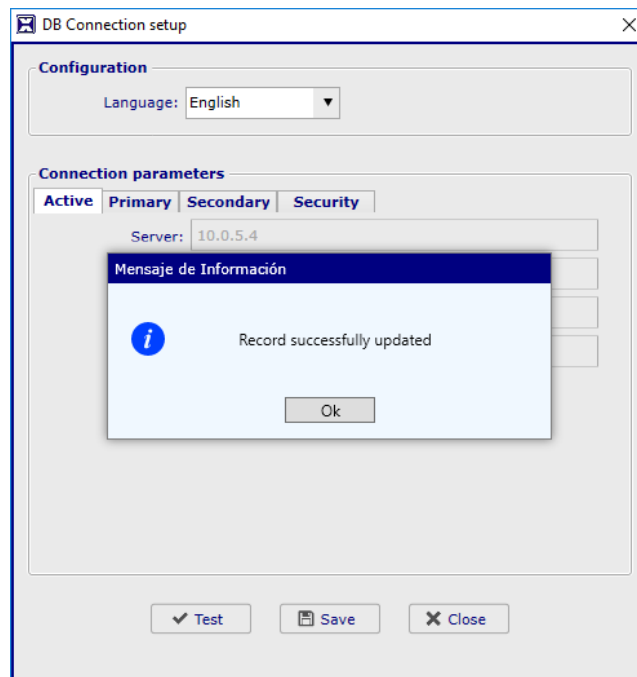 DB Connection setup
Configuration
Language: English
Connection parameters
Active Primary Secondary Security
Server: 10.0.5.4
Mensaje de Información
Record successfully updated
Ok
Test Save Close